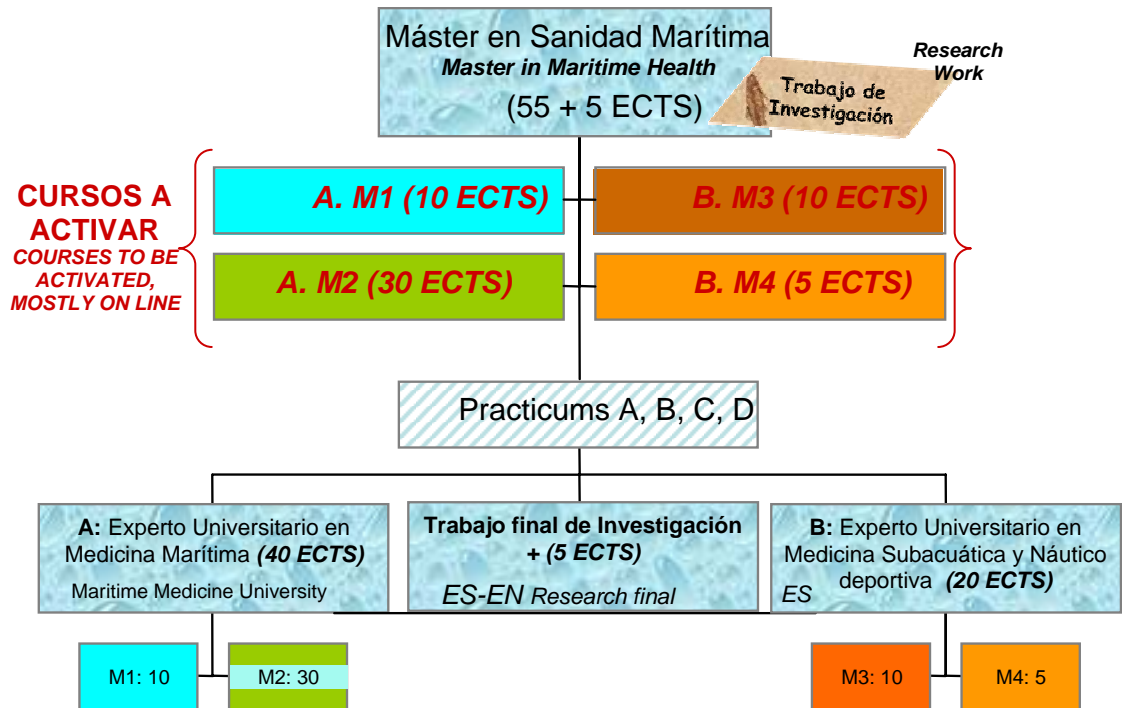 Máster en Sanidad Marítima
Master in Maritime Health
(55 + 5 ECTS)
Research
Work
Trabajo de
Investigación
CURSOS A
ACTIVAR
COURSES TO BE
ACTIVATED,
MOSTLY ON LINE
A. M1 (10 ECTS)
B. M3 (10 ECTS)
A. M2 (30 ECTS)
B. M4 (5 ECTS)
Practicums A, B, C, D
A: Experto Universitario en
Medicina Marítima (40 ECTS)
Maritime Medicine University
Trabajo final de Investigación
+ (5 ECTS)
ES-EN Research final
B: Experto Universitario en
Medicina Subacuática y Náutico
deportiva (20 ECTS)
ES
M1: 10
M2: 30
M3: 10
M4: 5